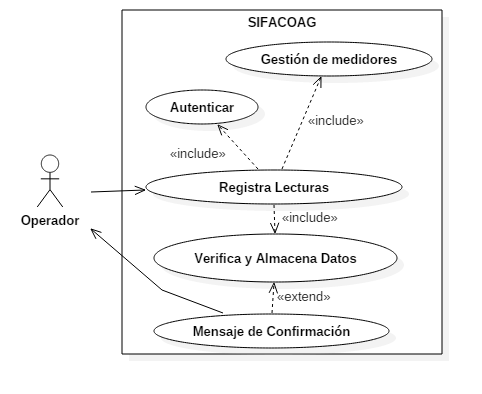 SIFACOAG
Gestión de medidores
Autenticar
«include»
«include»
Registra Lecturas
Operador
«include»
Verifica y Almacena Datos
«extend»
Mensaje de Confirmación